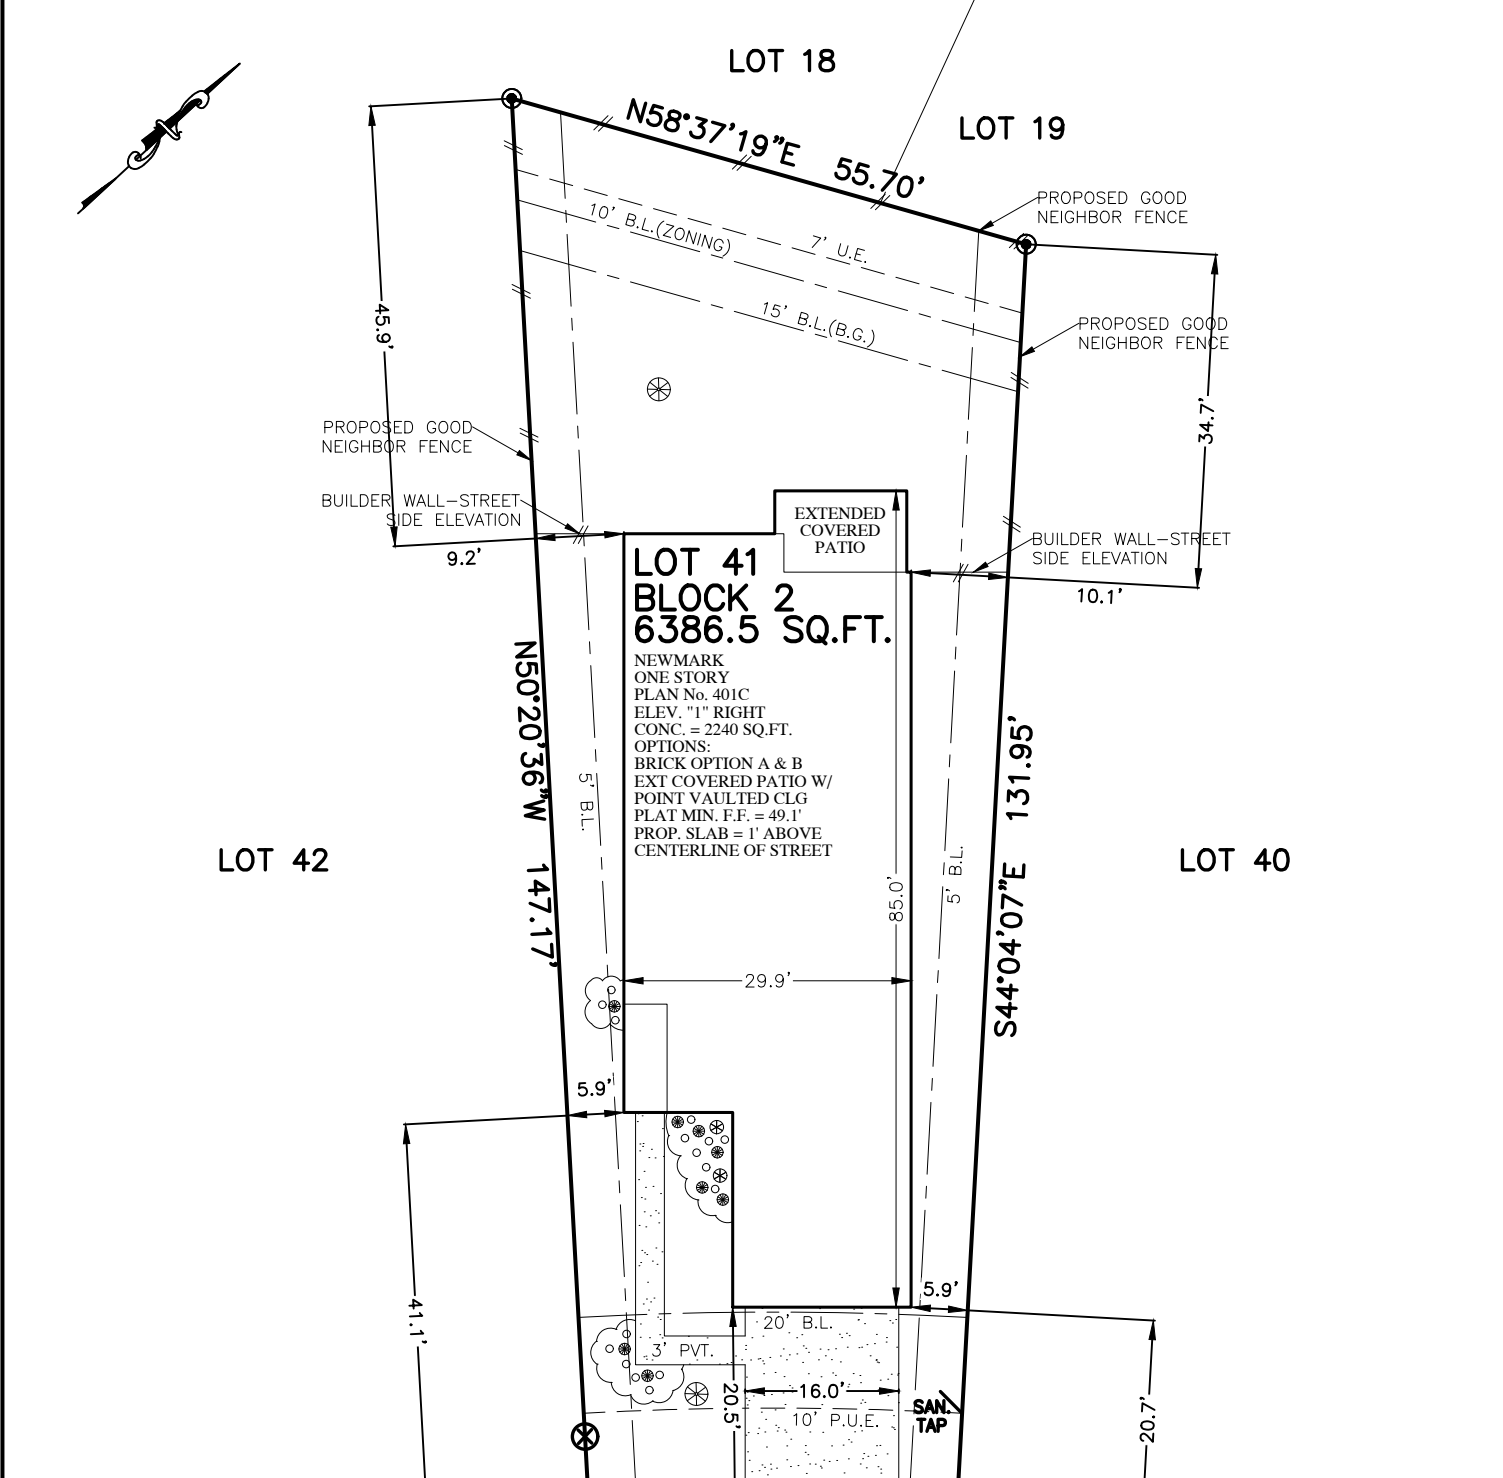 LOT 18
N58°37'19"E 55.70'
LOT 19
PROPOSED GOOD
NEIGHBOR FENCE
10' B.L.(ZONING)
7' U.E.
15' B.L.(B.G.)
45.9'
PROPOSED GOOD
NEIGHBOR FENCE
34.7'
PROPOSED GOOD
NEIGHBOR FENCE
BUILDER WALL-STREET
SIDE ELEVATION
9.2'
EXTENDED
COVERED
PATIO
BUILDER WALL-STREET
SIDE ELEVATION
10.1'
LOT 41
BLOCK 2
6386.5 SQ.FT.
NEWMARK
ONE STORY
PLAN No. 401C
ELEV. "1" RIGHT
CONC. = 2240 SQ.FT.
OPTIONS:
BRICK OPTION A & B
EXT COVERED PATIO W/
POINT VAULTED CLG
PLAT MIN. F.F. = 49.1'
PROP. SLAB = 1' ABOVE
CENTERLINE OF STREET
N50°20'36"W 147.17'
5' B.L.
S44°04'07"E 131.95'
5' B.L.
LOT 42
LOT 40
85.0'
29.9'
5.9'
41.1'
5.9'
20' B.L.
3' PVT.
20.5'
16.0'
10' P.U.E.
SAN.
TAP
20.7'